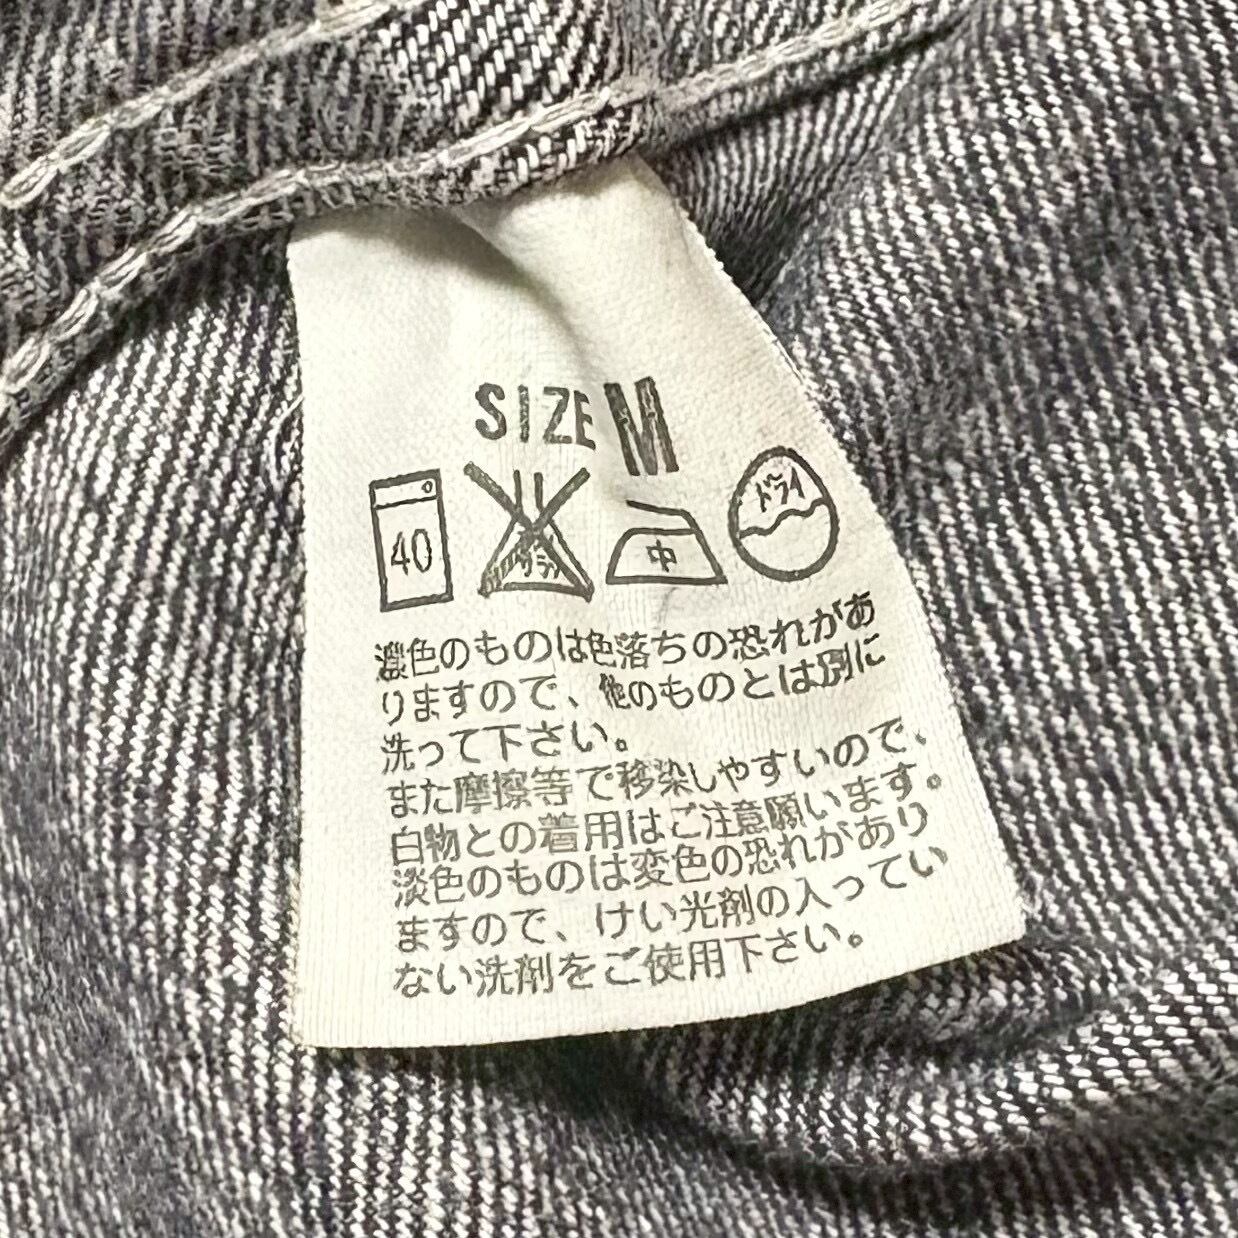 SIZE M
40 サラシ 中 ドライ
濃色のものは色落ちの恐れがあ
りますので、他のものとは別に
洗って下さい。
また摩擦等で移染しやすいので、
白物との着用はご注意願います。
淡色のものは変色の恐れがあり
ますので、けい光剤の入ってい
ない洗剤をご使用下さい。